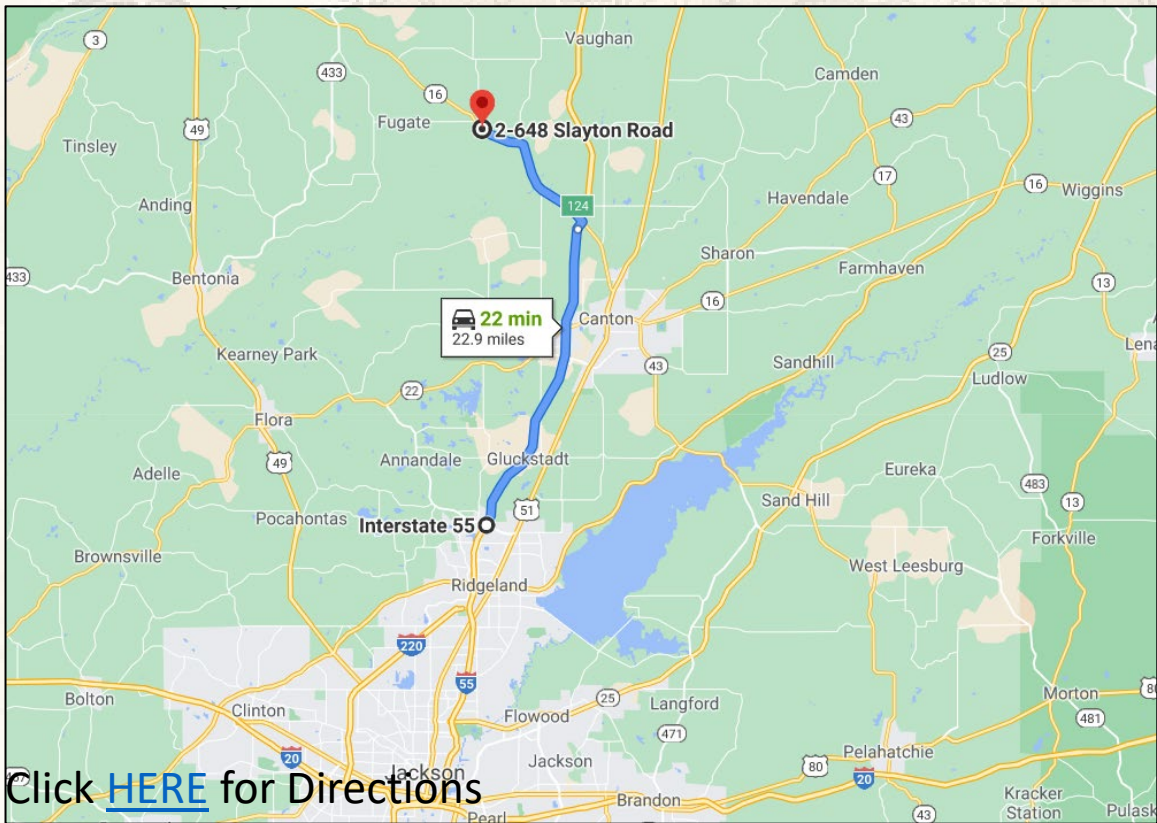 3
Vaughan
433
16
Camden
Fugate
2-648 Slayton Road
49
Tinsley
43
17
16
Wiggins
Anding
Havendale
124
433
Bentonia
Sharon
Farmhaven
13
22 min
22.9 miles
Canton
16
Kearney Park
43
Sandhill
25
Lena
22
Ludlow
Flora
Annandale
Gluckstadt
Adelle
49
Eureka
483
13
Pocahontas
Interstate 55
51
Sand Hill
Forkville
Brownsville
West Leesburg
Ridgeland
220
55
Bolton
Clinton
25
Langford
Morton
80
Flowood
471
481
20
Jackson
Pelahatchie
80
20
Click HERE for Directions
Jackson
Brandon
Kracker
Station
Pearl
43
Pulask